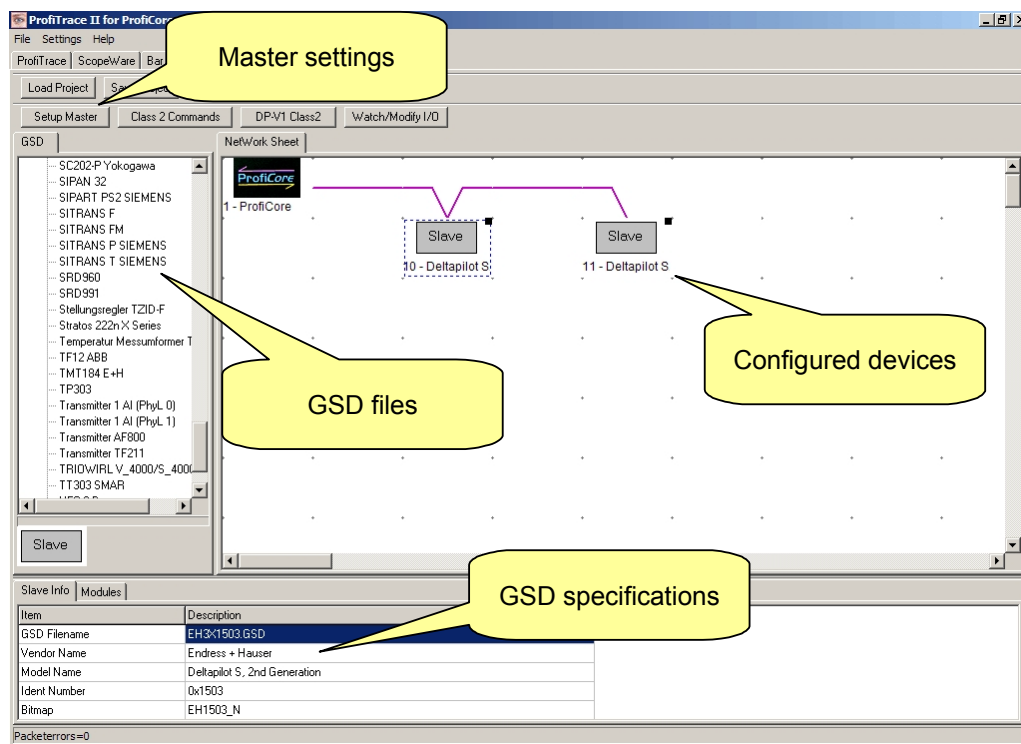 ProfiTrace II for ProfiCore
File Settings Help
Master settings
ProfiTrace ScopeWare Bar
Load Project
Setup Master Class 2 Commands DP-V1 Class2 Watch/Modify I/O
GSD
NetWork Sheet
SC202-P Yokogawa
SIPAN 32
SIPART PS2 SIEMENS
SITRANS F
SITRANS FM
SITRANS P SIEMENS
SITRANS T SIEMENS
SRD960
SRD991
Stellungsregler TZID-F
Stratos 222n X Series
Temperatur Messumformer T
TF12 ABB
TMT184 E+H
TP303
Transmitter 1 AI (PhyL 0)
Transmitter 1 AI (PhyL 1)
Transmitter AF800
Transmitter TF211
TRIOWIRL V_4000/S_400
TT303 SMAR
Slave
ProfiCore
1 - ProfiCore
Slave
10 - Deltapilot S
Slave
11 - Deltapilot S
Configured devices
GSD files
GSD specifications
Slave Info Modules
Item Description
GSD Filename EH3X1503.GSD
Vendor Name Endress + Hauser
Model Name Deltapilot S, 2nd Generation
Ident Number 0x1503
Bitmap EH1503_N
Packeterrors=0